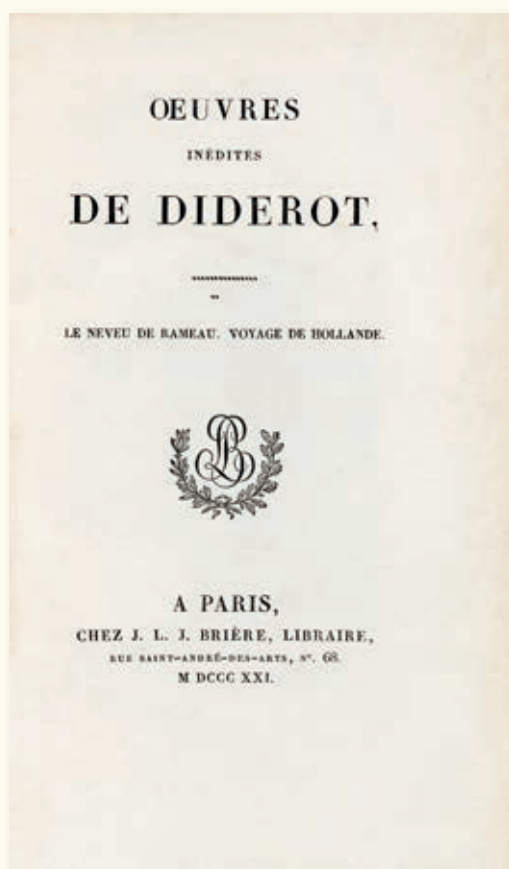 OEUVRES
INÉDITES
DE DIDEROT,
LE NEVEU DE RAMEAU. VOYAGE DE HOLLANDE.
A PARIS,
CHEZ J. L. J. BRIÈRE, LIBRAIRE,
RUE SAINT-ANDRÉ-DES-ARTS, N°. 68.
M DCCC XXI.